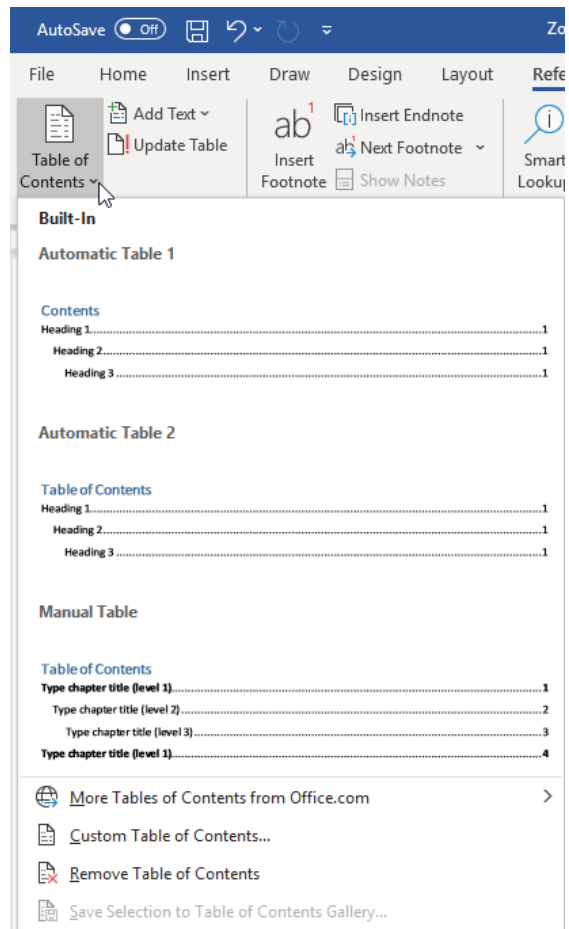 AutoSave Off Zo
File Home Insert Draw Design Layout Refe
Table of Contents
Add Text
Update Table
ab1
Insert Footnote
Insert Endnote
Next Footnote
Show Notes
Smart
Looku
Built-In
Automatic Table 1
Contents
Heading 1...1
Heading 2...1
Heading 3...1
Automatic Table 2
Table of Contents
Heading 1...1
Heading 2...1
Heading 3...1
Manual Table
Table of Contents
Type chapter title (level 1)...1
Type chapter title (level 2)...2
Type chapter title (level 3)...3
Type chapter title (level 1)...4
More Tables of Contents from Office.com
Custom Table of Contents...
Remove Table of Contents
Save Selection to Table of Contents Gallery...